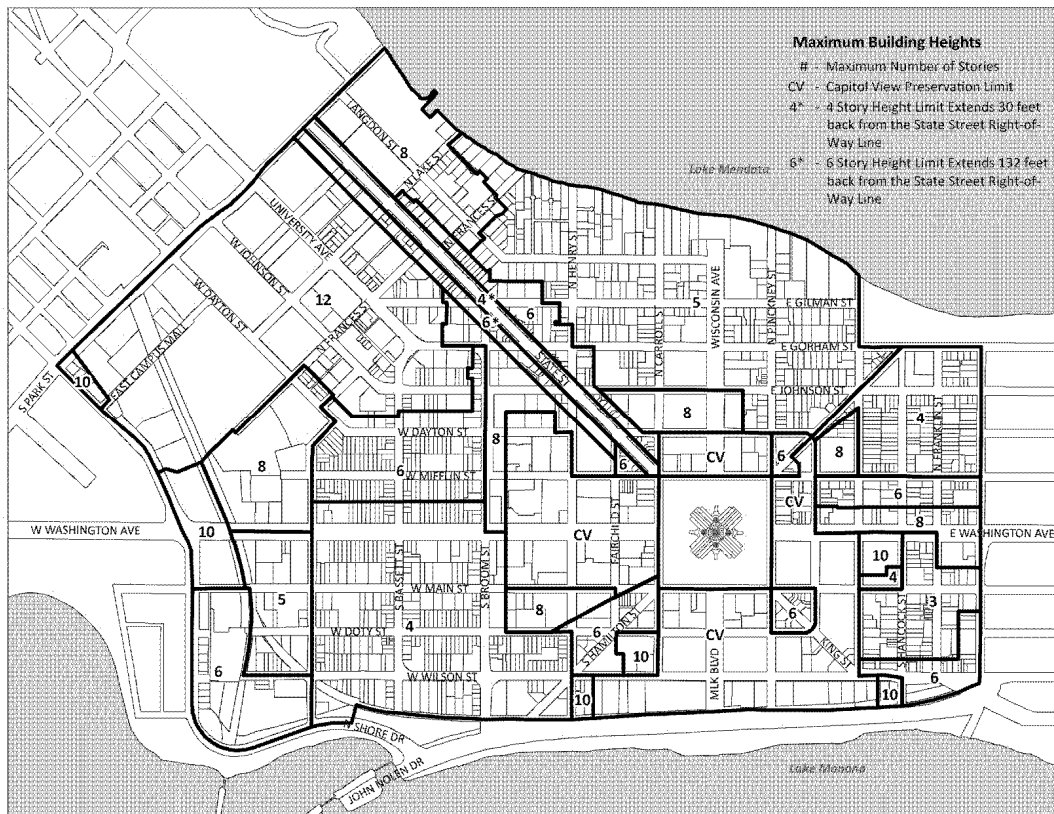 Maximum Building Heights
# - Maximum Number of Stories
CV - Capitol View Preservation Limit
4* - 4 Story Height Limit Extends 30 feet
back from the State Street Right-of-
Way Line
6* - 6 Story Height Limit Extends 132 feet
back from the State Street Right-of-
Way Line
Lake Mendota
LANGDON ST
8
N LAKE ST
N FRANCES ST
UNIVERSITY AVE
W JOHNSON ST
W DAYTON ST
12
N FRANCES ST
4*
6*
6
STATE ST
N HENRY ST
N CARROLL ST
WISCONSIN AVE
5
N PINCKNEY ST
E GILMAN ST
E GORHAM ST
E JOHNSON ST
S PARK ST
10
EAST CAMPUS MALL
8
W DAYTON ST
6
W MIFFLIN ST
8
8
6
CV
6
8
4
N FRANKLIN ST
6
8
E WASHINGTON AVE
W WASHINGTON AVE
10
CV
FAIRCHILD ST
CV
10
4
S BASSETT ST
S BROOM ST
W MAIN ST
5
W DOTY ST
4
8
6
S HAMILTON ST
10
CV
MLK BLVD
6
KING ST
S HANCOCK ST
3
6
W WILSON ST
10
10
6
N SHORE DR
JOHN NOLEN DR
Lake Monona